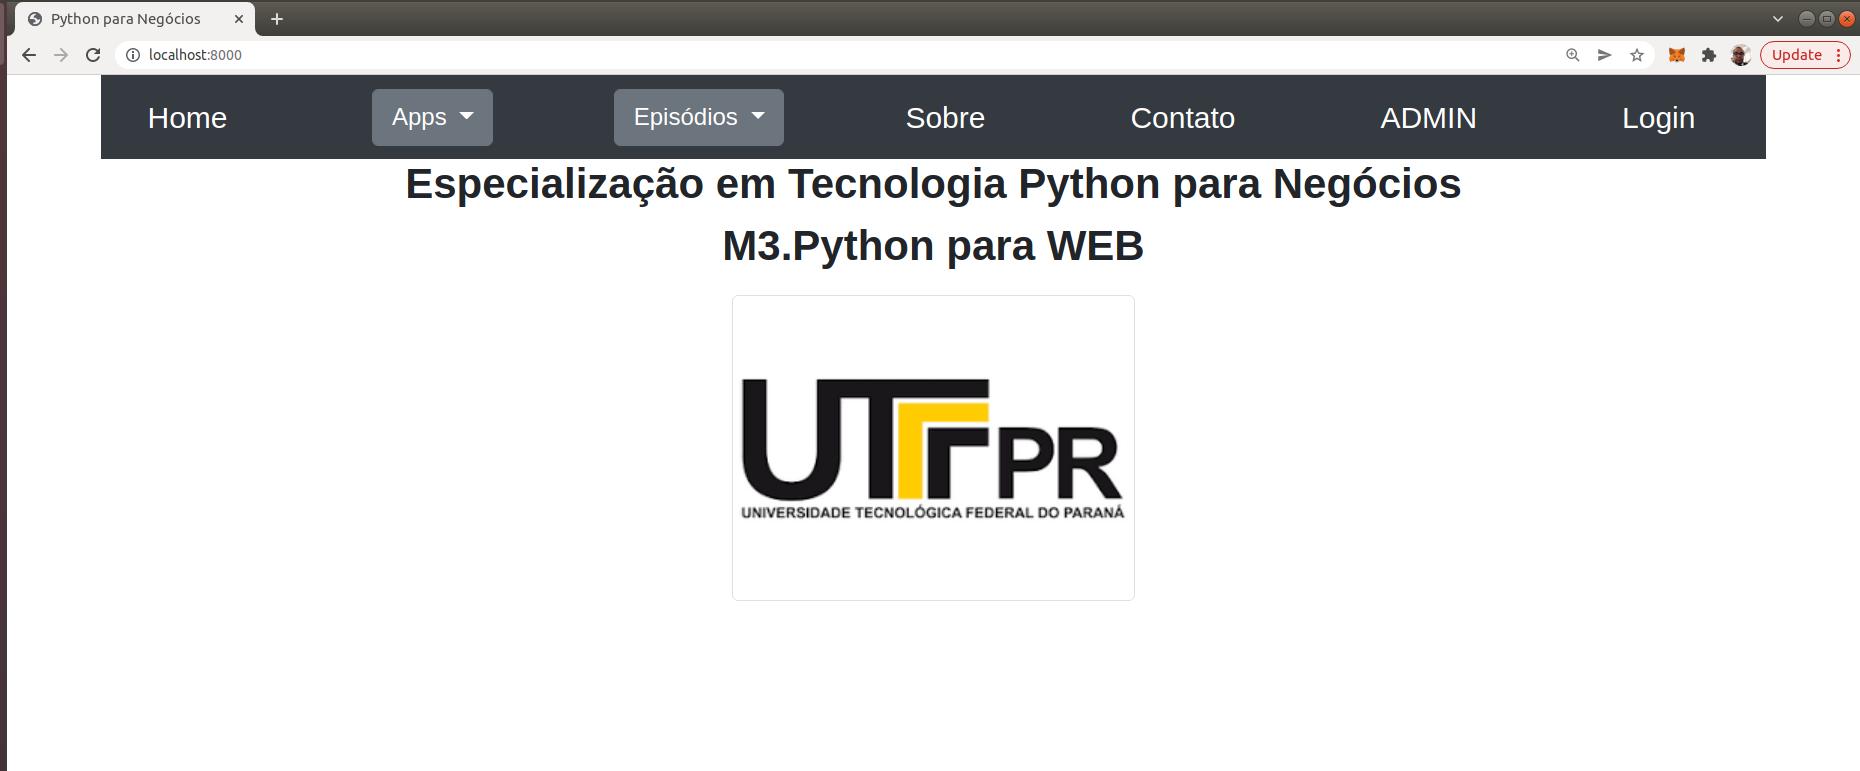 Python para Negócios
localhost:8000
Update
Home Apps Episódios Sobre Contato ADMIN Login
Especialização em Tecnologia Python para Negócios
M3.Python para WEB
UTFPR
UNIVERSIDADE TECNOLÓGICA FEDERAL DO PARANÁ